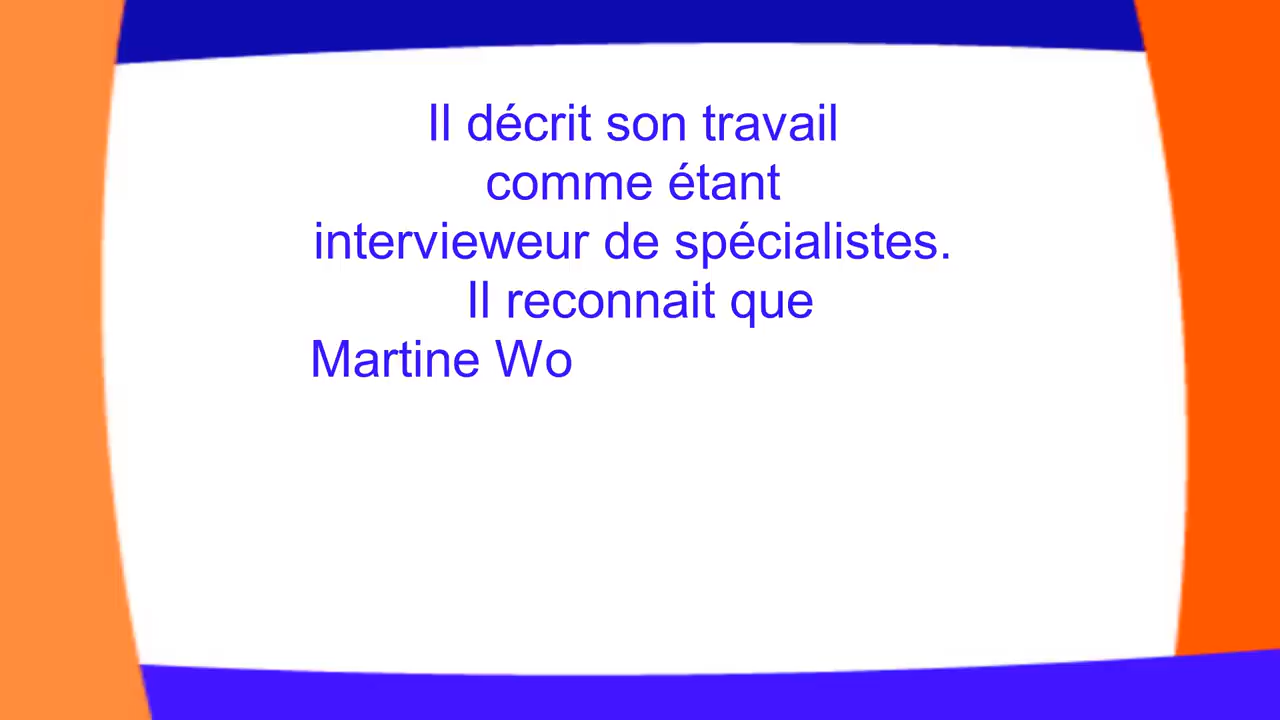 Il décrit son travail
comme étant
intervieweur de spécialistes.
Il reconnait que
Martine Wo